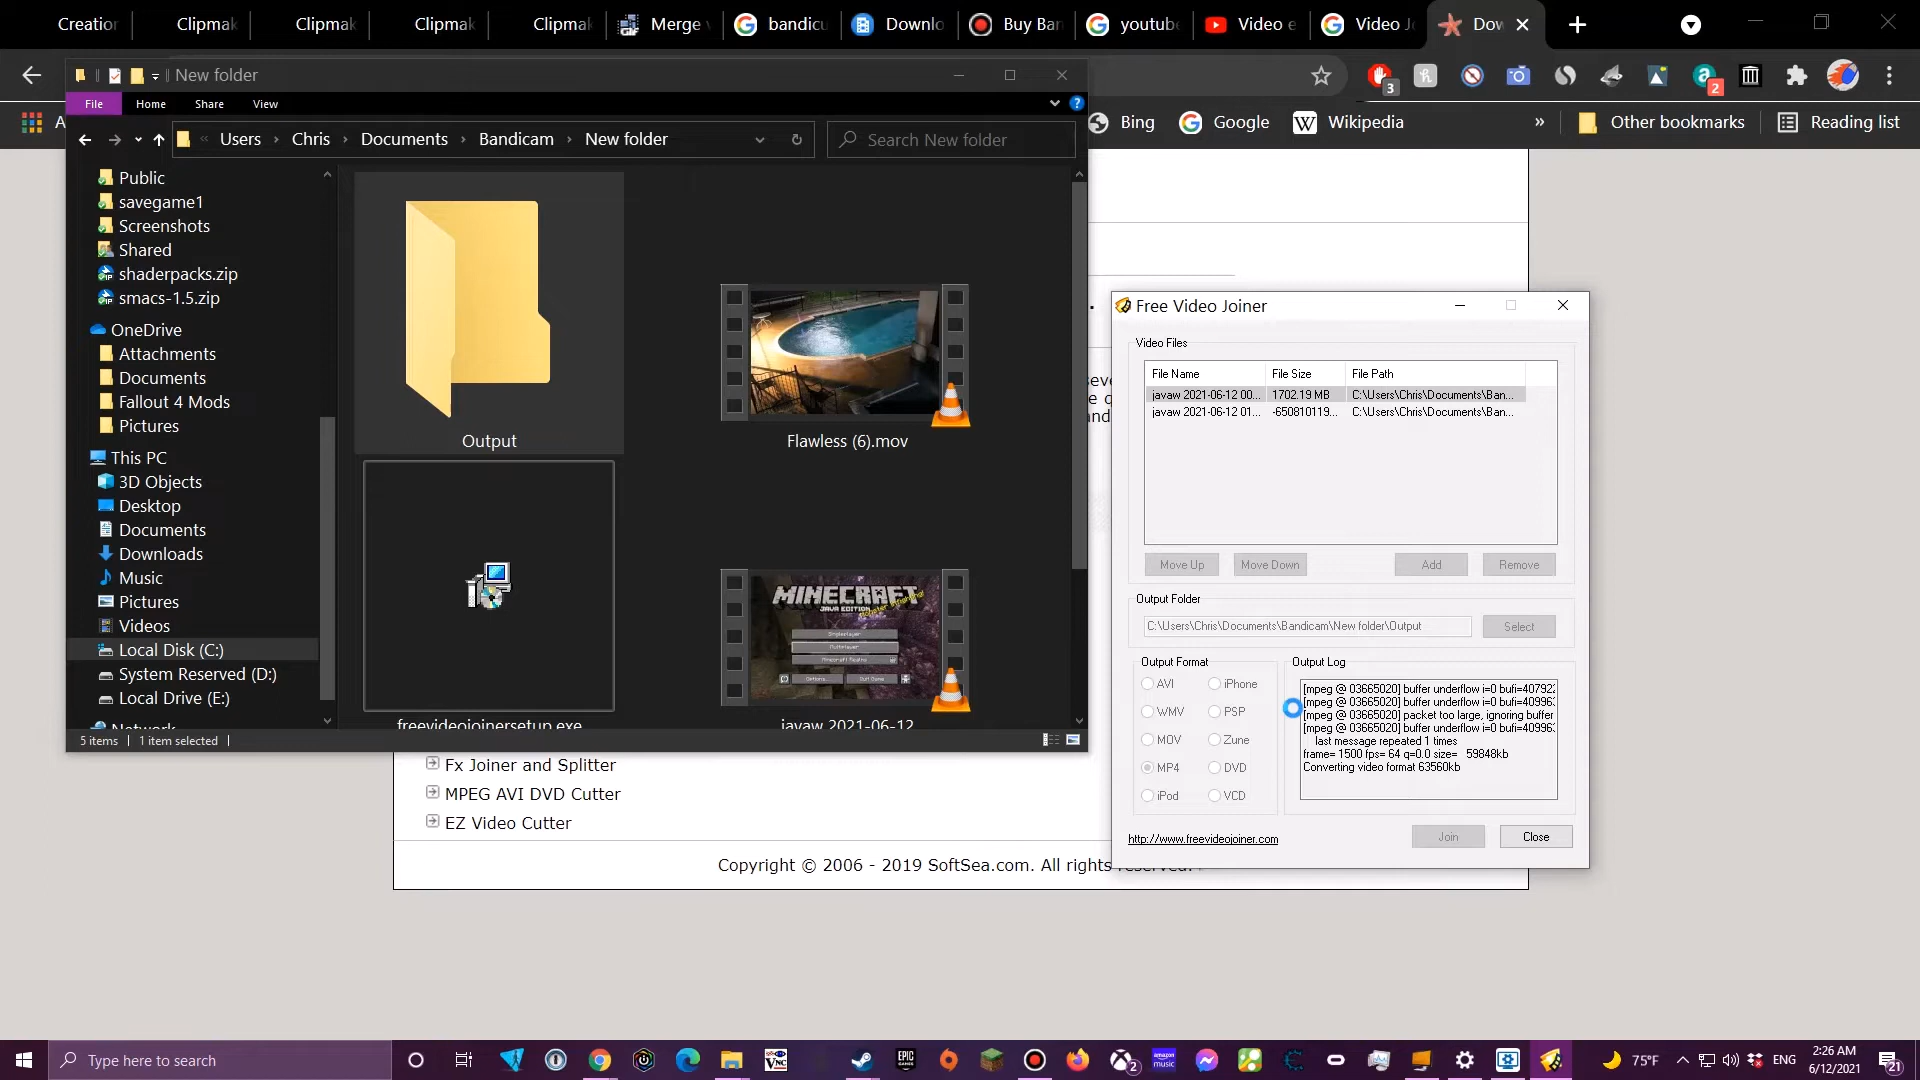 Creation
Clipmak
Clipmak
Clipmak
Clipmak
Merge v
bandicu
Downlo
Buy Ban
youtube
Video e
Video Jo
Dow
New folder
3
2
File
Home
Share
View
Bing
Google
Wikipedia
»
Other bookmarks
Reading list
Users
Chris
Documents
Bandicam
New folder
Search New folder
Public
savegame1
Screenshots
Shared
shaderpacks.zip
smacs-1.5.zip
OneDrive
Attachments
Documents
Fallout 4 Mods
Pictures
This PC
3D Objects
Desktop
Documents
Downloads
Music
Pictures
Videos
Local Disk (C:)
System Reserved (D:)
Local Drive (E:)
Network
Output
Flawless (6).mov
freevideojoinersetup.exe
MINECRAFT
JAVA EDITION
javaw 2021-06-12
5 items
1 item selected
Free Video Joiner
Video Files
File Name File Size File Path
javaw 2021-06-12 00... 1702.19 MB C:\Users\Chris\Documents\Ban...
javaw 2021-06-12 01... -650810119... C:\Users\Chris\Documents\Ban...
Move Up
Move Down
Add
Remove
Output Folder
C:\Users\Chris\Documents\Bandicam\New folder\Output
Select
Output Format
AVI
iPhone
WMV
PSP
MOV
Zune
MP4
DVD
iPod
VCD
Output Log
[mpeg @ 03665020] buffer underflow i=0 bufi=407922
[mpeg @ 03665020] buffer underflow i=0 bufi=40996
[mpeg @ 03665020] packet too large, ignoring buffer
[mpeg @ 03665020] buffer underflow i=0 bufi=40996
last message repeated 1 times
frame= 1500 fps= 64 q=0.0 size= 59848kb
Converting video format 63560kb
http://www.freevideojoiner.com
Join
Close
Fx Joiner and Splitter
MPEG AVI DVD Cutter
EZ Video Cutter
Copyright © 2006 - 2019 SoftSea.com. All rights reserved.
Type here to search
75°F
ENG
2:26 AM
6/12/2021
21